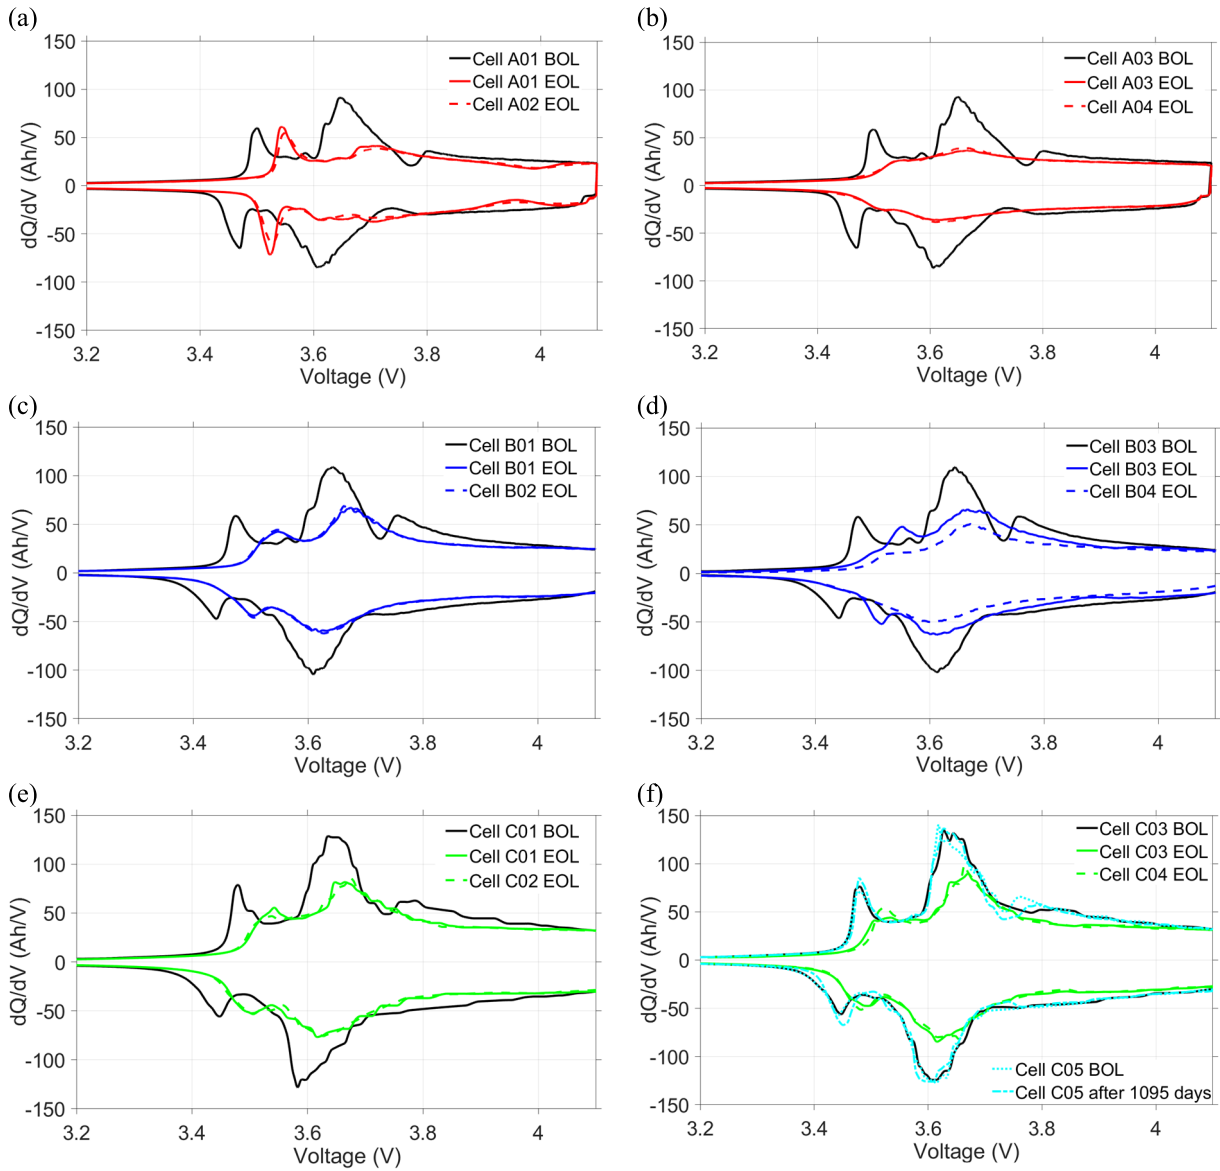 (a)
150
100
50
0
-50
-100
-150
dQ/dV (Ah/V)
Cell A01 BOL
Cell A01 EOL
Cell A02 EOL
3.2
3.4
3.6
3.8
4
Voltage (V)
(b)
150
100
50
0
-50
-100
-150
dQ/dV (Ah/V)
Cell A03 BOL
Cell A03 EOL
Cell A04 EOL
3.2
3.4
3.6
3.8
4
Voltage (V)
(c)
150
100
50
0
-50
-100
-150
dQ/dV (Ah/V)
Cell B01 BOL
Cell B01 EOL
Cell B02 EOL
3.2
3.4
3.6
3.8
4
Voltage (V)
(d)
150
100
50
0
-50
-100
-150
dQ/dV (Ah/V)
Cell B03 BOL
Cell B03 EOL
Cell B04 EOL
3.2
3.4
3.6
3.8
4
Voltage (V)
(e)
150
100
50
0
-50
-100
-150
dQ/dV (Ah/V)
Cell C01 BOL
Cell C01 EOL
Cell C02 EOL
3.2
3.4
3.6
3.8
4
Voltage (V)
(f)
150
100
50
0
-50
-100
-150
dQ/dV (Ah/V)
Cell C03 BOL
Cell C03 EOL
Cell C04 EOL
Cell C05 BOL
Cell C05 after 1095 days
3.2
3.4
3.6
3.8
4
Voltage (V)